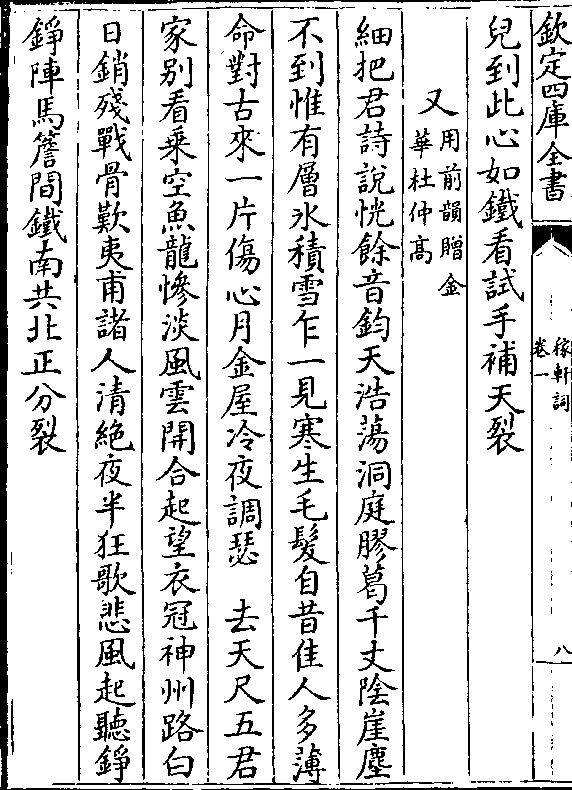 欽定四庫全書
稼軒詞
卷一
八
兒到此心如鐵看試手補天裂
又用前韻贈金
華杜仲髙
細把君詩說恍餘音鈞天浩蕩洞庭膠葛千丈陰崖塵
不到惟有層氷積雪乍一見寒生毛髮自昔佳人多薄
命對古來一片傷心月金屋冷夜調瑟　去天尺五君
家别看乗空魚龍慘淡風雲開合起望衣冠神州路白
日銷殘戰骨歎夷甫諸人清絶夜半狂歌悲風起聽錚
錚陣馬簷間鐵南共北正分裂